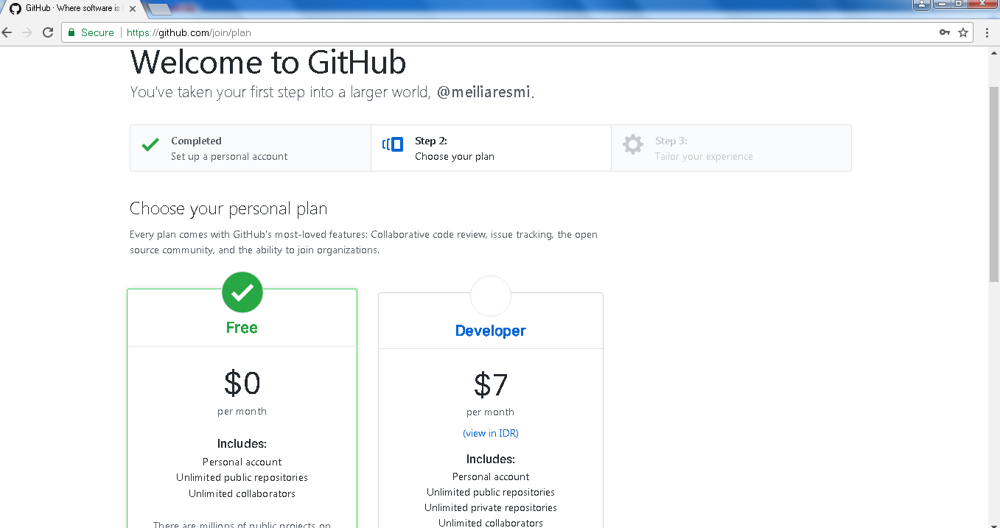 GitHub · Where software is
Secure
https://github.com/join/plan
Welcome to GitHub
You've taken your first step into a larger world, @meiliaresmi.
Completed
Set up a personal account
Step 2:
Choose your plan
Step 3:
Tailor your experience
Choose your personal plan
Every plan comes with GitHub's most-loved features: Collaborative code review, issue tracking, the open
source community, and the ability to join organizations.
Free
$0
per month
Includes:
Personal account
Unlimited public repositories
Unlimited collaborators
There are millions of public projects on
Developer
$7
per month
(view in IDR)
Includes:
Personal account
Unlimited public repositories
Unlimited private repositories
Unlimited collaborators